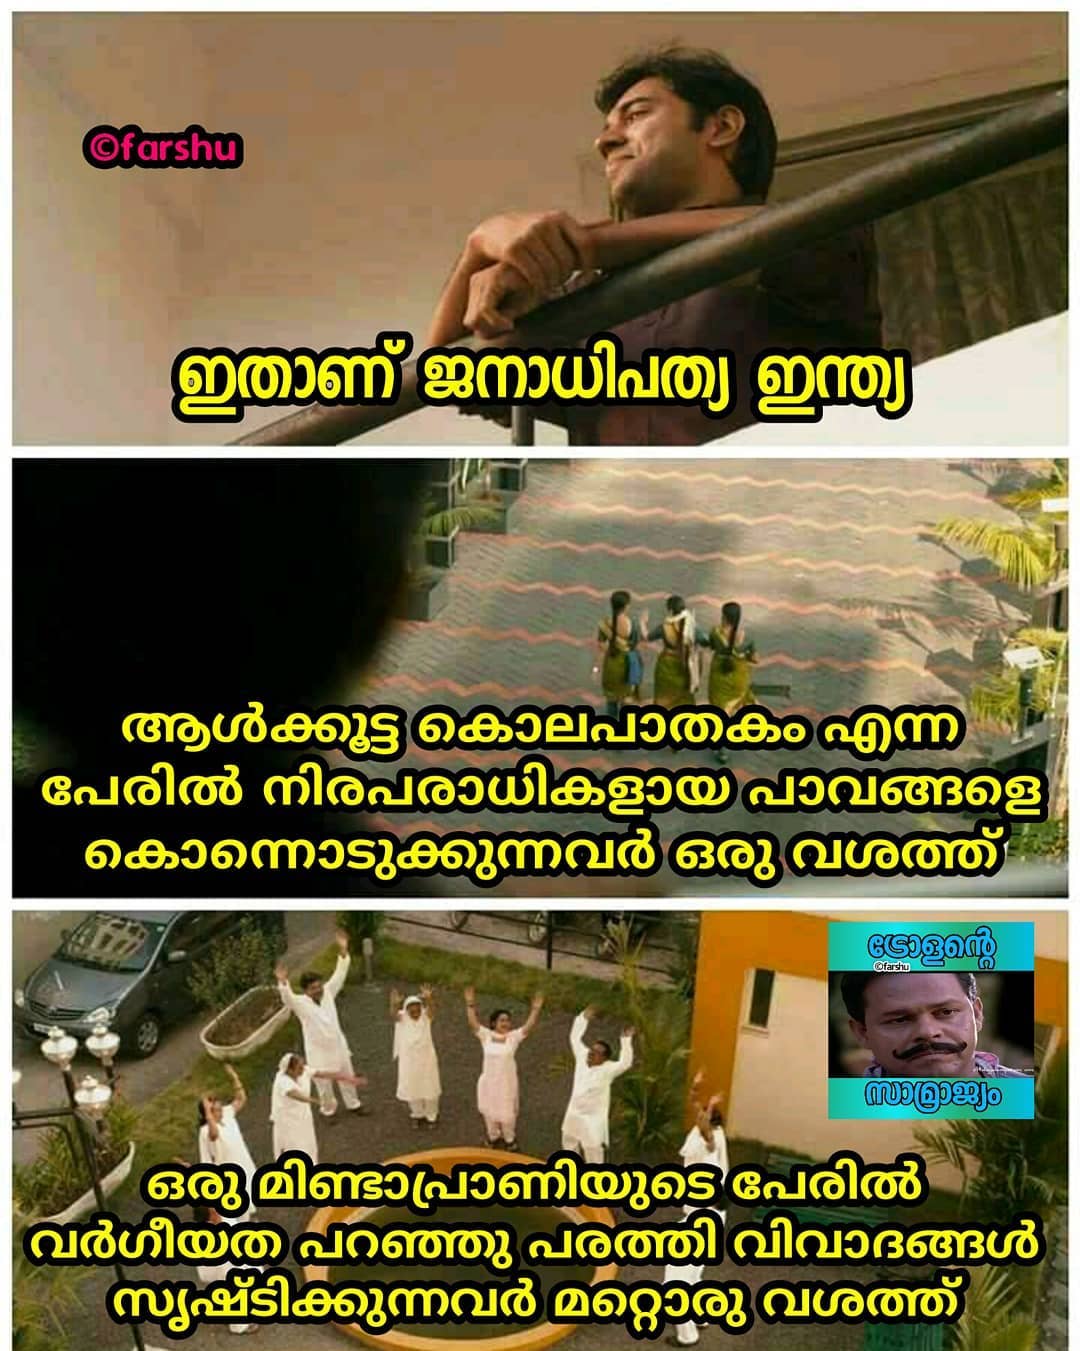 ©farshu
ഇതാണ് ജനാധിപത്യ ഇന്ത്യ
ആൾക്കൂട്ട കൊലപാതകം എന്ന
പേരിൽ നിരപരാധികളായ പാവങ്ങളെ
കൊന്നൊടുക്കുന്നവർ ഒരു വശത്ത്
ട്രോളന്റെ
©farshu
സാമ്രാജ്യം
ഒരു മിണ്ടാപ്രാണിയുടെ പേരിൽ
വർഗീയത പറഞ്ഞു പരത്തി വിവാദങ്ങൾ
സൃഷ്ടിക്കുന്നവർ മറ്റൊരു വശത്ത്